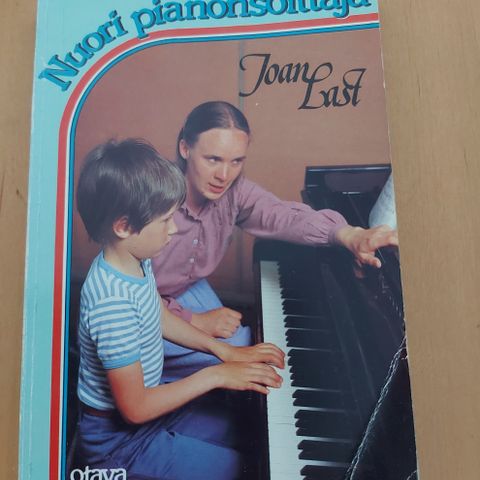 Nuori pianonsoittaja
Joan
Last
otava